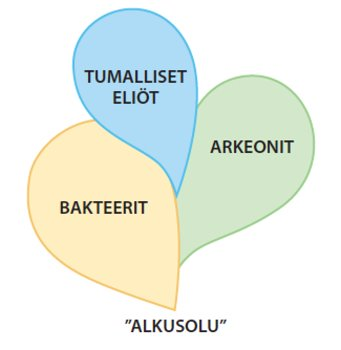 TUMALLISET
ELIÖT
ARKEONIT
BAKTEERIT
”ALKUSOLU”